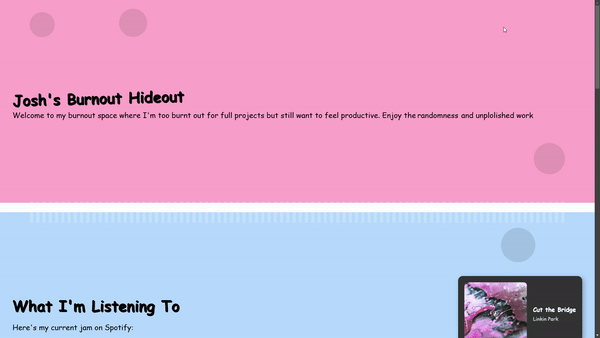 Josh's Burnout Hideout
Welcome to my burnout space where I'm too burnt out for full projects but still want to feel productive. Enjoy the randomness and unplolished work
What I'm Listening To
Here's my current jam on Spotify:
Cut the Bridge
Linkin Park